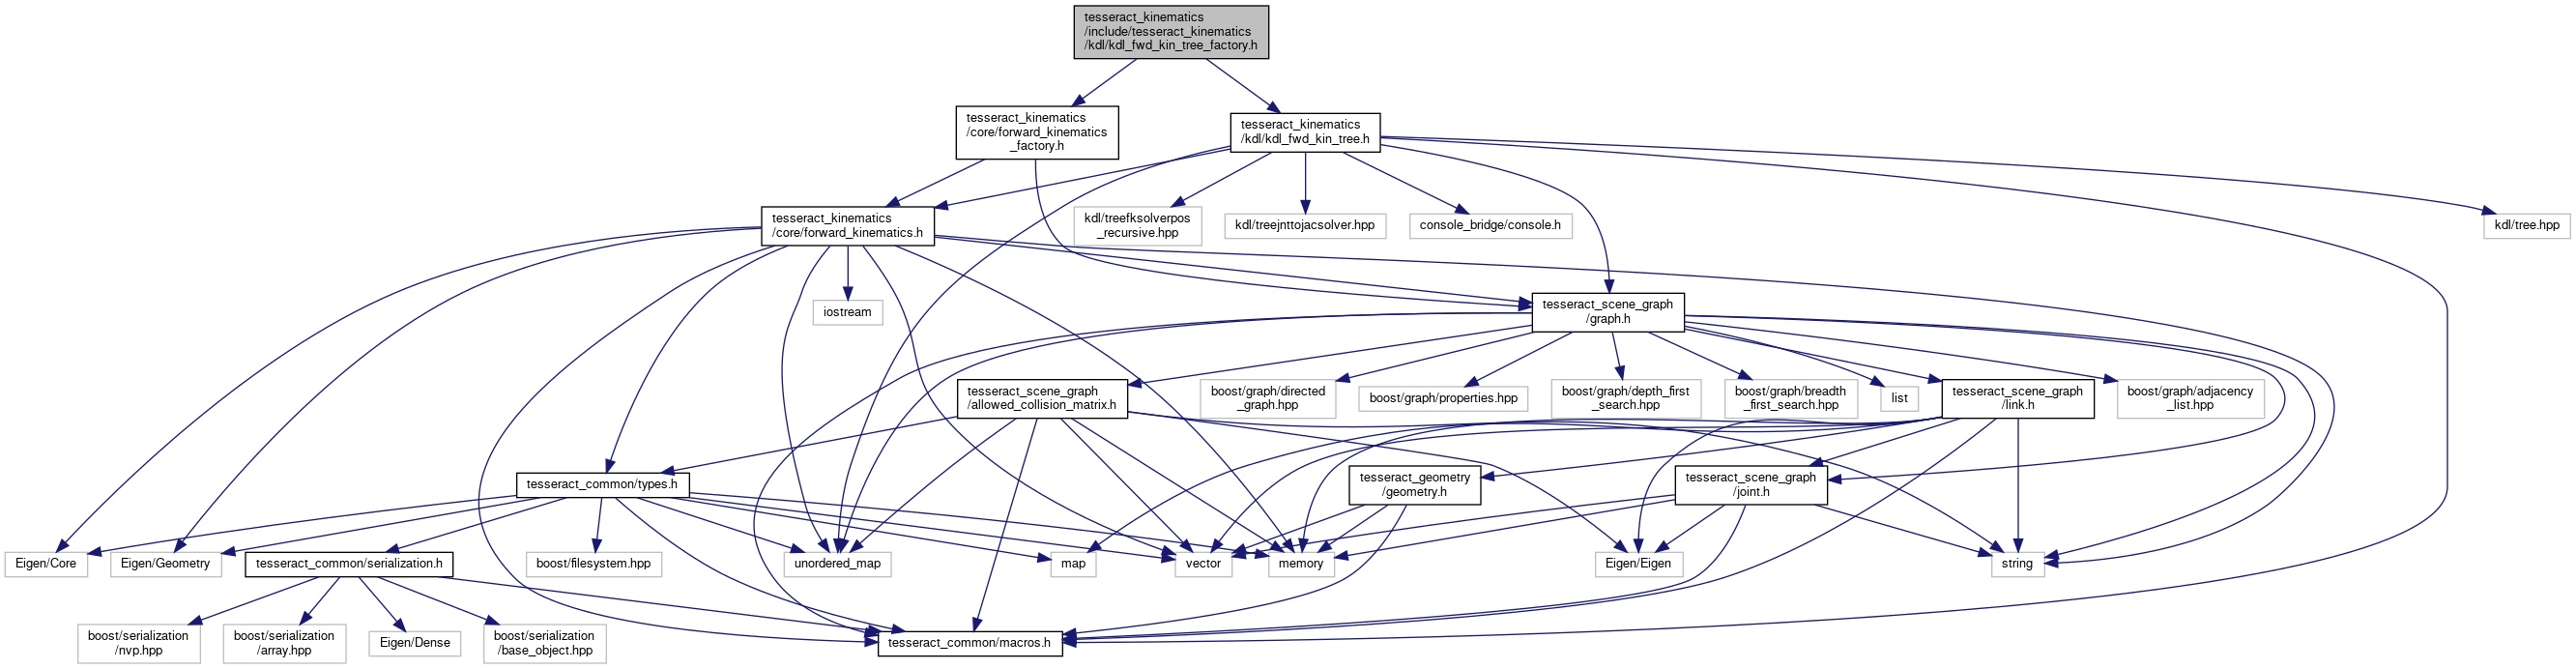 tesseract_kinematics
/include/tesseract_kinematics
/kdl/kdl_fwd_kin_tree_factory.h
tesseract_kinematics
/core/forward_kinematics
_factory.h
tesseract_kinematics
/kdl/kdl_fwd_kin_tree.h
tesseract_kinematics
/core/forward_kinematics.h
kdl/treefksolverpos
_recursive.hpp
kdl/treejnttojacsolver.hpp
console_bridge/console.h
kdl/tree.hpp
iostream
tesseract_scene_graph
/graph.h
tesseract_scene_graph
/allowed_collision_matrix.h
boost/graph/directed
_graph.hpp
boost/graph/properties.hpp
boost/graph/depth_first
_search.hpp
boost/graph/breadth
_first_search.hpp
list
tesseract_scene_graph
/link.h
boost/graph/adjacency
_list.hpp
tesseract_common/types.h
tesseract_geometry
/geometry.h
tesseract_scene_graph
/joint.h
Eigen/Core
Eigen/Geometry
tesseract_common/serialization.h
boost/filesystem.hpp
unordered_map
map
vector
memory
Eigen/Eigen
string
boost/serialization
/nvp.hpp
boost/serialization
/array.hpp
Eigen/Dense
boost/serialization
/base_object.hpp
tesseract_common/macros.h